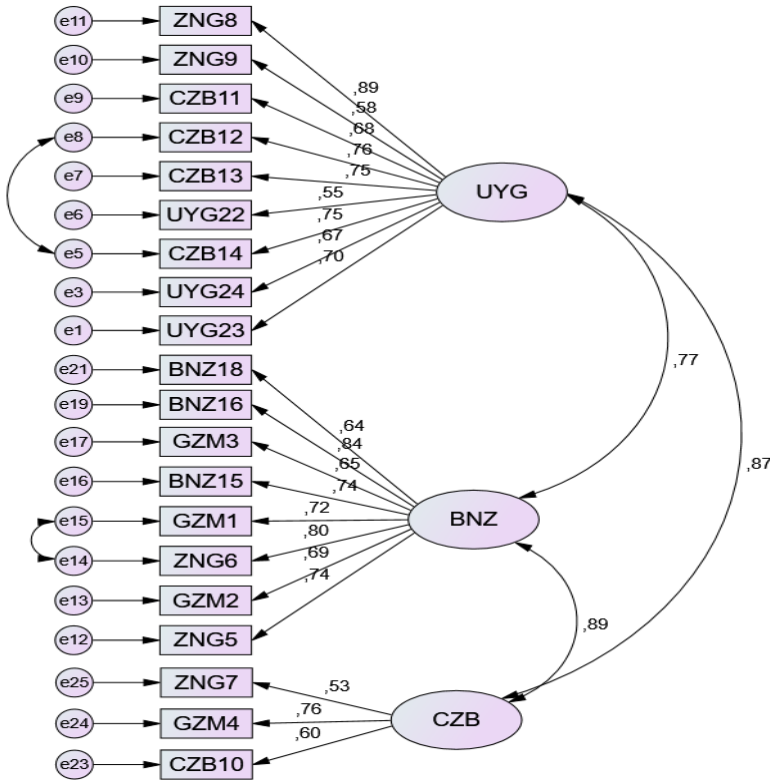 e11 ZNG8
e10 ZNG9
,89
,58
e9 CZB11
,68
e8 CZB12
,76
e7 CZB13
,75
UYG
e6 UYG22
,55
,75
e5 CZB14
,67
,70
e3 UYG24
e1 UYG23
,77
e21 BNZ18
e19 BNZ16
,64
,84
e17 GZM3
,65
,87
e16 BNZ15
,74
e15 GZM1
,72
BNZ
,80
e14 ZNG6
,69
,74
e13 GZM2
e12 ZNG5
,89
e25 ZNG7
,53
e24 GZM4
,76
CZB
,60
e23 CZB10